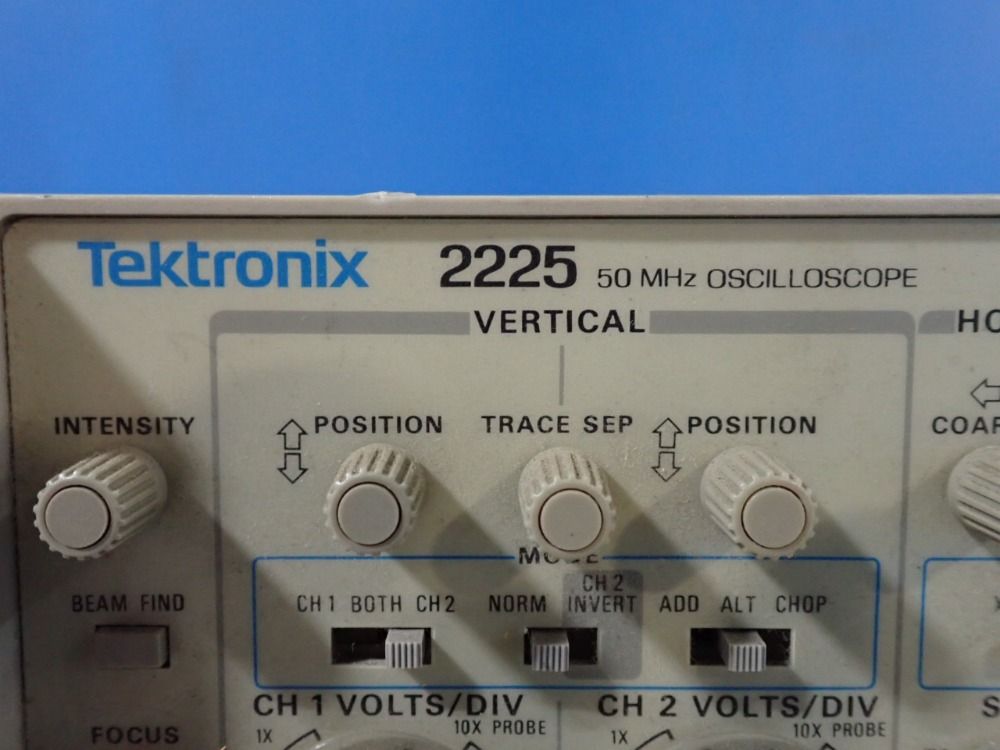 Tektronix 2225 50 MHz OSCILLOSCOPE
VERTICAL
INTENSITY
POSITION
TRACE SEP
POSITION
MODE
BEAM FIND
CH 1 BOTH CH 2
NORM
CH 2
INVERT
ADD ALT CHOP
CH 1 VOLTS/DIV
CH 2 VOLTS/DIV
FOCUS
1X
10X PROBE
1X
10X PROBE